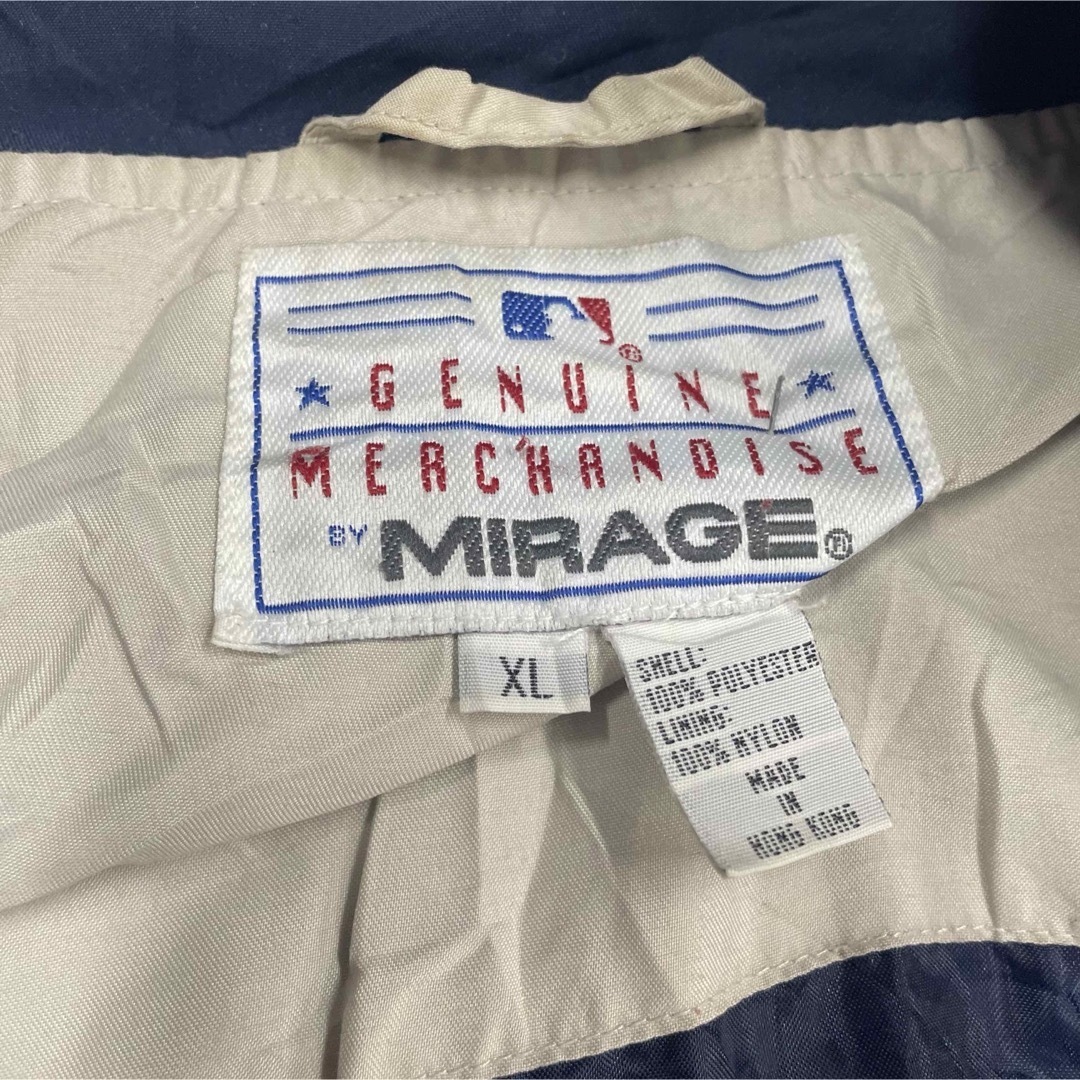 GENUINE
MERCHANDISE
BY MIRAGE®
XL
SHELL:
100% POLYESTER
LINING:
100% NYLON
MADE
IN
HONG KONG